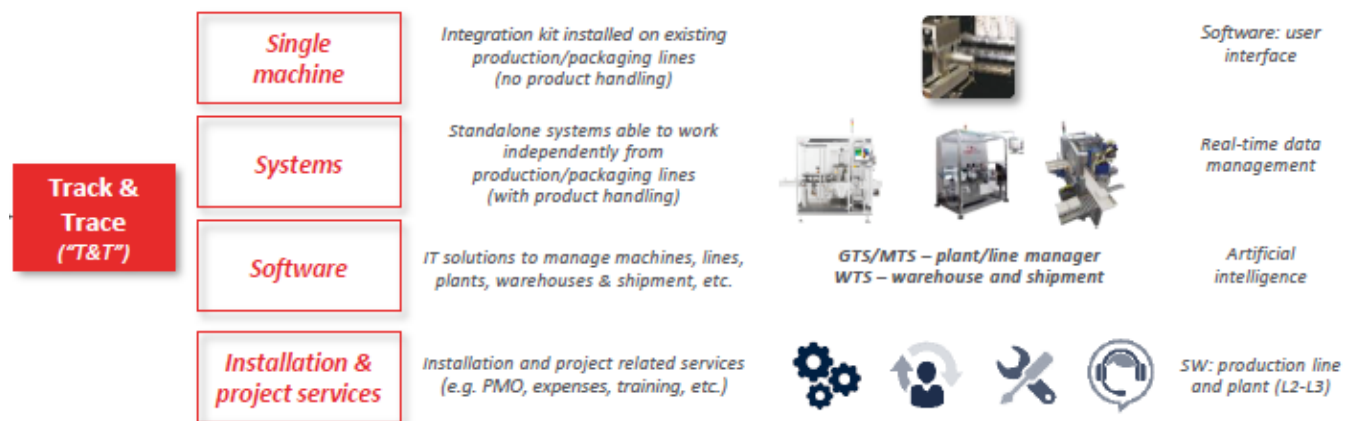 Track &
Trace
("T&T")
Single
machine
Integration kit installed on existing
production/packaging lines
(no product handling)
Software: user
interface
Systems
Standalone systems able to work
independently from
production/packaging lines
(with product handling)
Real-time data
management
Software
IT solutions to manage machines, lines,
plants, warehouses & shipment, etc.
GTS/MTS – plant/line manager
WTS – warehouse and shipment
Artificial
intelligence
Installation &
project services
Installation and project related services
(e.g. PMO, expenses, training, etc.)
SW: production line
and plant (L2-L3)